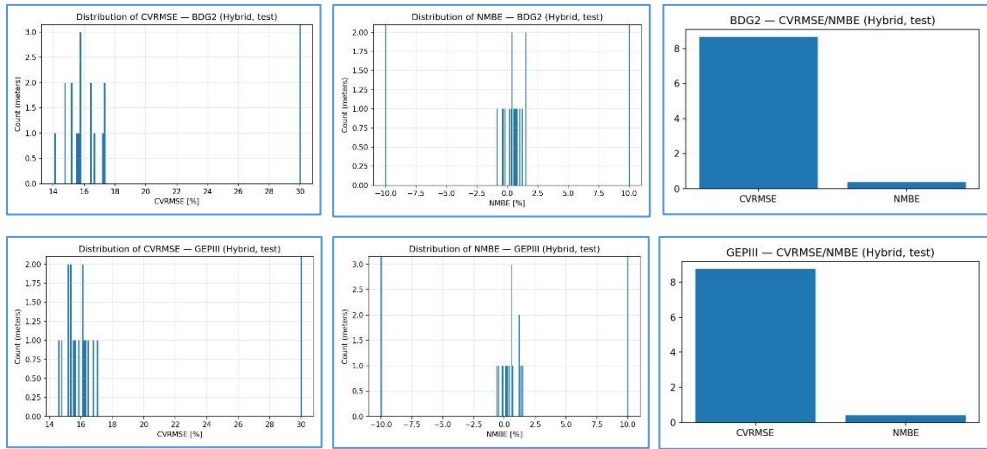 Distribution of CVRMSE — BDG2 (Hybrid, test)
3.0
2.5
2.0
1.5
1.0
0.5
0.0
Count (meters)
14 16 18 20 22 24 26 28 30
CVRMSE [%]
Distribution of NMBE — BDG2 (Hybrid, test)
2.00
1.75
1.50
1.25
1.00
0.75
0.50
0.25
0.00
Count (meters)
−10.0 −7.5 −5.0 −2.5 0.0 2.5 5.0 7.5 10.0
NMBE [%]
BDG2 — CVRMSE/NMBE (Hybrid, test)
8
6
4
2
0
CVRMSE NMBE
Distribution of CVRMSE — GEPIII (Hybrid, test)
2.00
1.75
1.50
1.25
1.00
0.75
0.50
0.25
0.00
Count (meters)
14 16 18 20 22 24 26 28 30
CVRMSE [%]
Distribution of NMBE — GEPIII (Hybrid, test)
3.0
2.5
2.0
1.5
1.0
0.5
0.0
Count (meters)
−10.0 −7.5 −5.0 −2.5 0.0 2.5 5.0 7.5 10.0
NMBE [%]
GEPIII — CVRMSE/NMBE (Hybrid, test)
8
6
4
2
0
CVRMSE NMBE